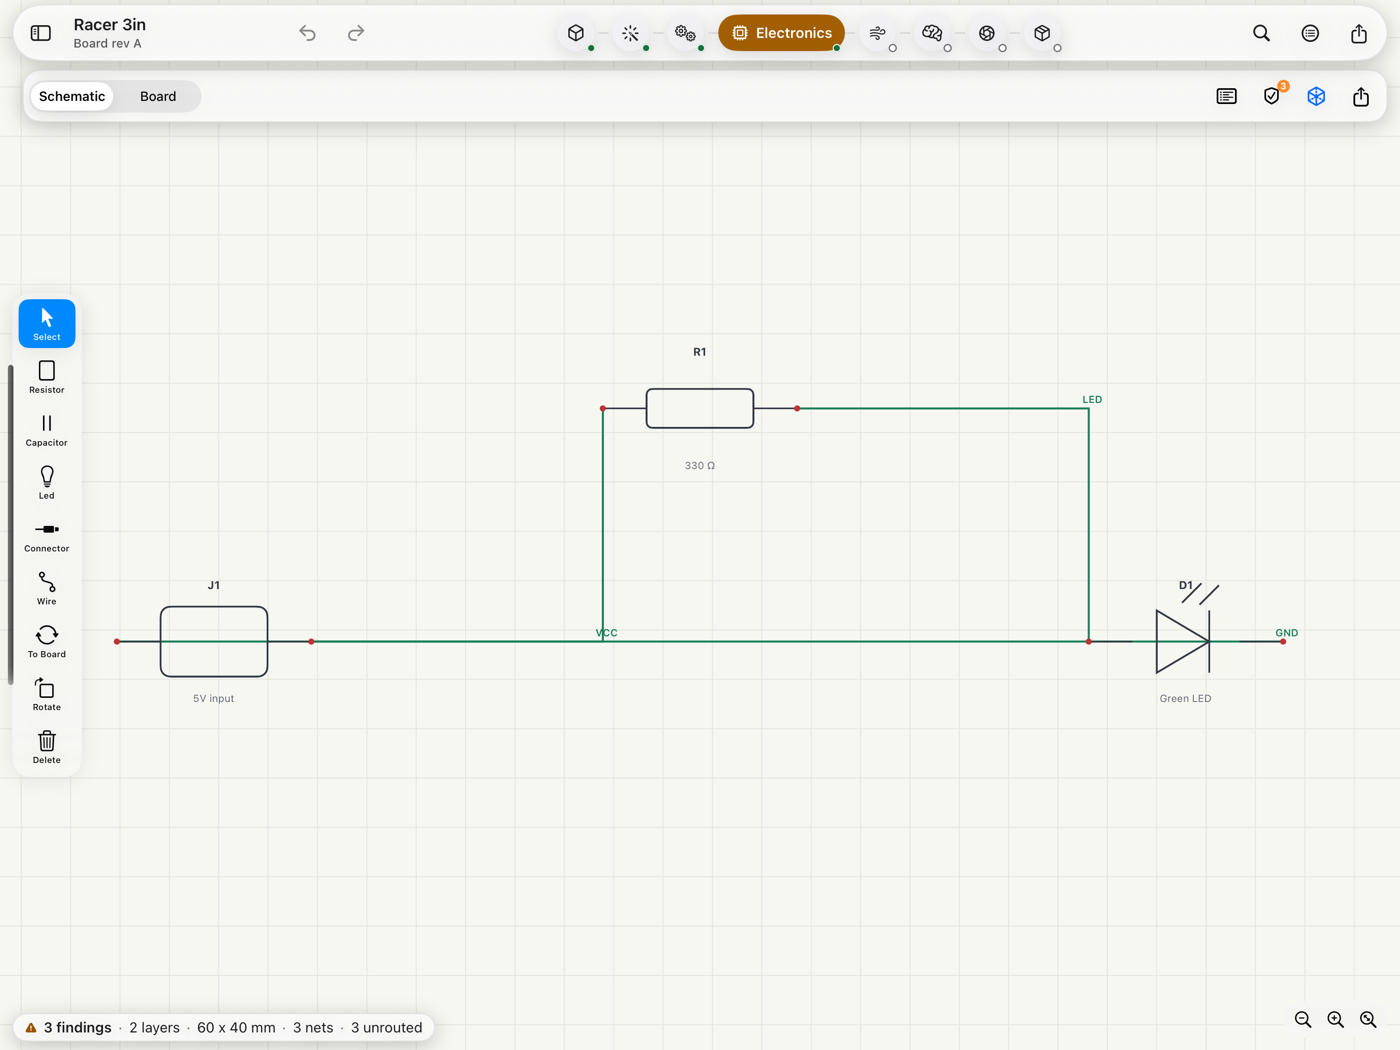 Racer 3in
Board rev A
Electronics
Schematic
Board
3
Select
Resistor
Capacitor
Led
Connector
Wire
To Board
Rotate
Delete
R1
330 Ω
LED
J1
5V input
VCC
D1
GND
Green LED
3 findings · 2 layers · 60 x 40 mm · 3 nets · 3 unrouted